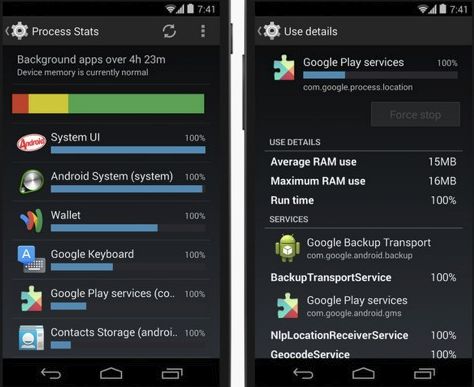 7:41
Process Stats
Background apps over 4h 23m
Device memory is currently normal
Android
System UI 100%
Android System (system) 100%
Wallet 100%
A
Google Keyboard 100%
Google Play services (co.. 100%
Contacts Storage (androi.. 100%
7:41
Use details
Google Play services 100%
com.google.process.location
Force stop
USE DETAILS
Average RAM use 15MB
Maximum RAM use 16MB
Run time 100%
SERVICES
Google Backup Transport
com.google.android.backup
BackupTransportService 100%
Google Play services
com.google.android.gms
NlpLocationReceiverService 100%
GeocodeService 100%